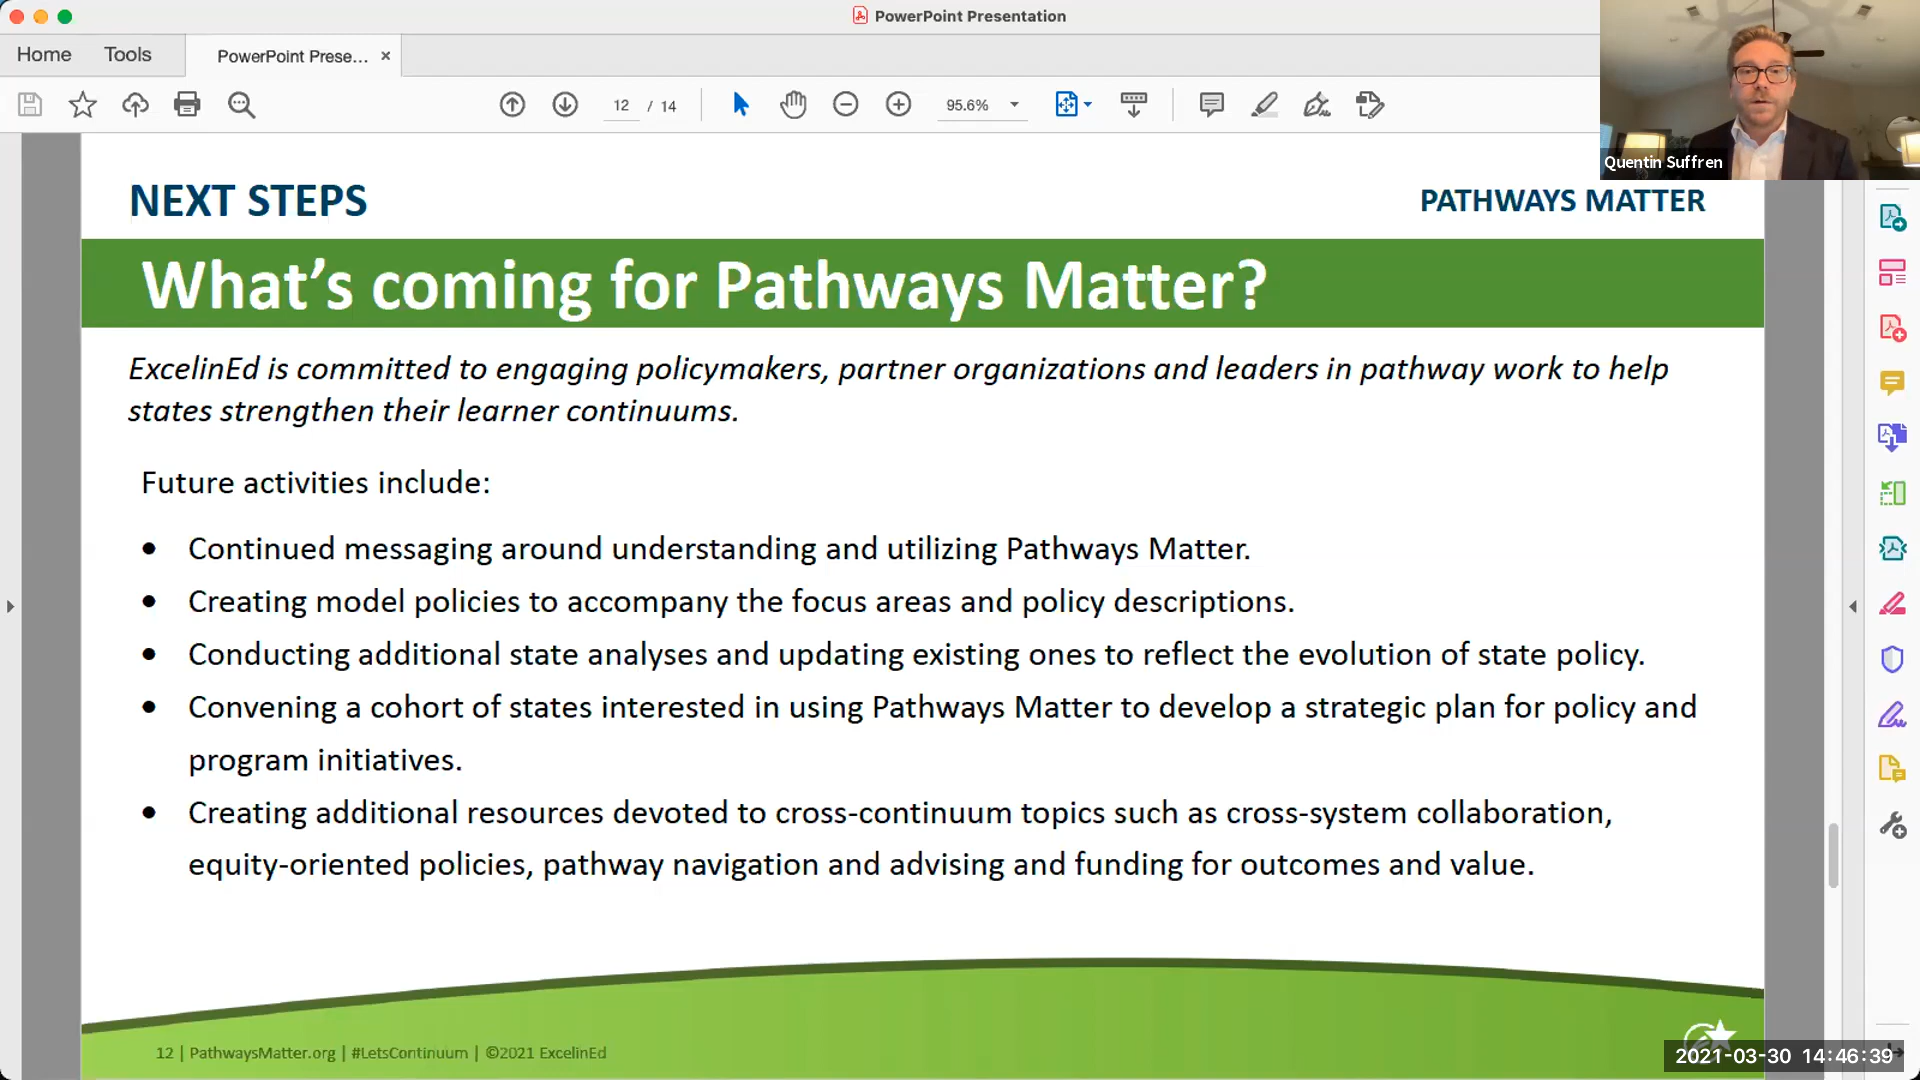 PowerPoint Presentation
Home Tools PowerPoint Prese... ×
12 / 14 95.6%
Quentin Suffren
NEXT STEPS PATHWAYS MATTER
What's coming for Pathways Matter?
ExcelinEd is committed to engaging policymakers, partner organizations and leaders in pathway work to help
states strengthen their learner continuums.
Future activities include:
• Continued messaging around understanding and utilizing Pathways Matter.
• Creating model policies to accompany the focus areas and policy descriptions.
• Conducting additional state analyses and updating existing ones to reflect the evolution of state policy.
• Convening a cohort of states interested in using Pathways Matter to develop a strategic plan for policy and
program initiatives.
• Creating additional resources devoted to cross-continuum topics such as cross-system collaboration,
equity-oriented policies, pathway navigation and advising and funding for outcomes and value.
12 | PathwaysMatter.org | #LetsContinuum | ©2021 ExcelinEd
2021-03-30 14:46:39